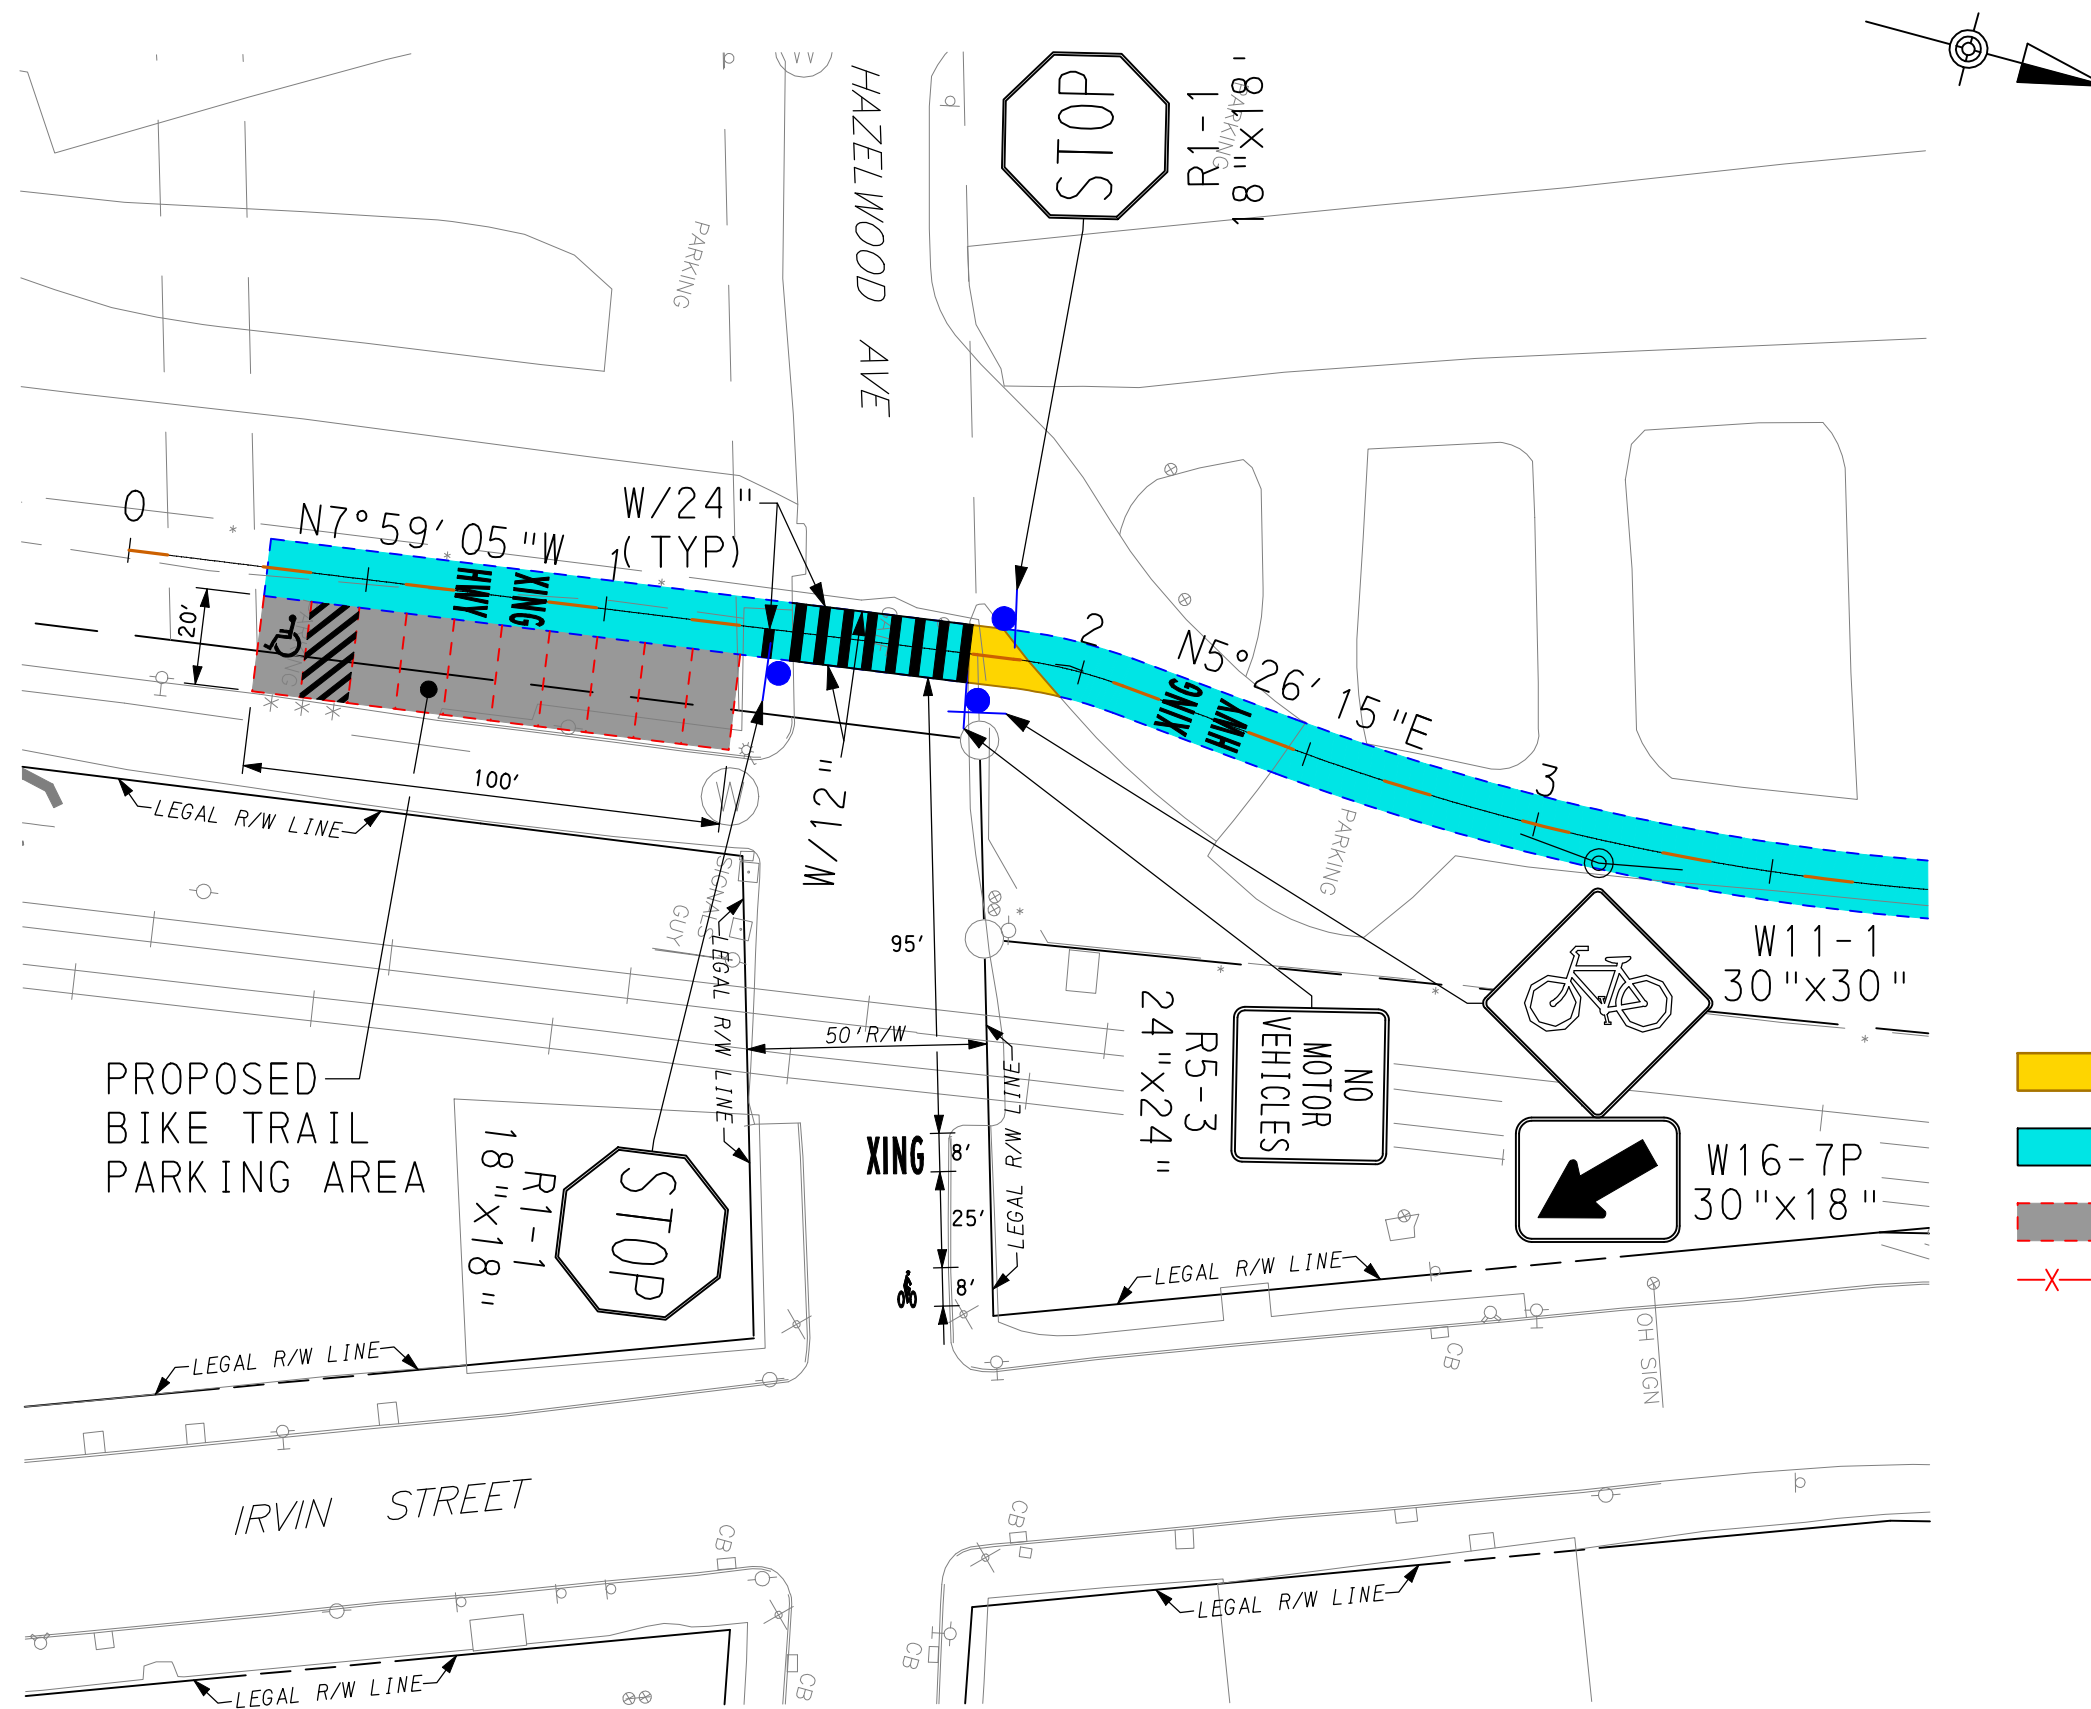 HAZELWOOD AVE
STOP
R1-1
18"X18"
PARKING
PARKING
0
N7°59'05"W
1
W/24"
(TYP)
HWY
XING
20'
2
N5°26'15"E
XING
HWY
3
100'
LEGAL R/W LINE
W/12"
W
W
PARKING
SIGNALS
GUY
95'
LEGAL R/W LINE
50' R/W
LEGAL R/W LINE
W11-1
30"x30"
NO
MOTOR
VEHICLES
R5-3
24"x24"
PROPOSED
BIKE TRAIL
PARKING AREA
XING
8'
25'
8'
STOP
R1-1
18"X18"
W16-7P
30"x18"
LEGAL R/W LINE
LEGAL R/W LINE
OH SIGN
CB
IRVIN STREET
CB
CB
LEGAL R/W LINE
LEGAL R/W LINE
CB
CB
X